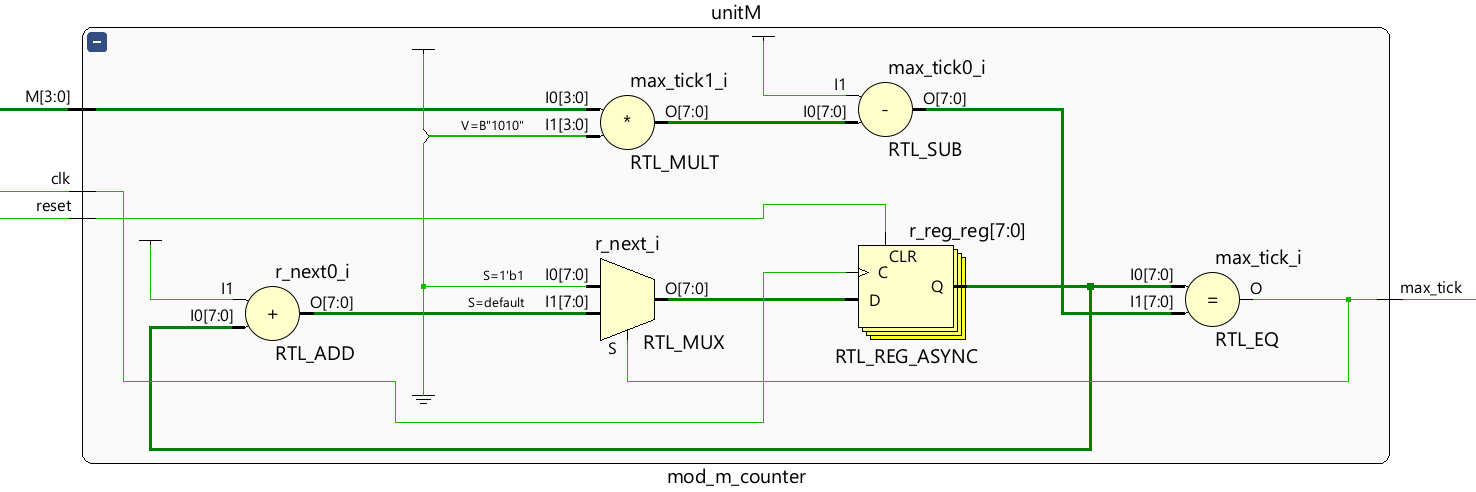 unitM
−
max_tick1_i
max_tick0_i
M[3:0]
I0[3:0]
I1
O[7:0]
*
O[7:0]
I0[7:0]
-
V=B"1010"
I1[3:0]
RTL_MULT
RTL_SUB
clk
reset
r_reg_reg[7:0]
r_next_i
CLR
max_tick_i
r_next0_i
S=1'b1
I0[7:0]
C
I0[7:0]
I1
O[7:0]
S=default
I1[7:0]
O[7:0]
D
Q
I1[7:0]
=
O
max_tick
I0[7:0]
+
RTL_ADD
S
RTL_MUX
RTL_REG_ASYNC
RTL_EQ
mod_m_counter